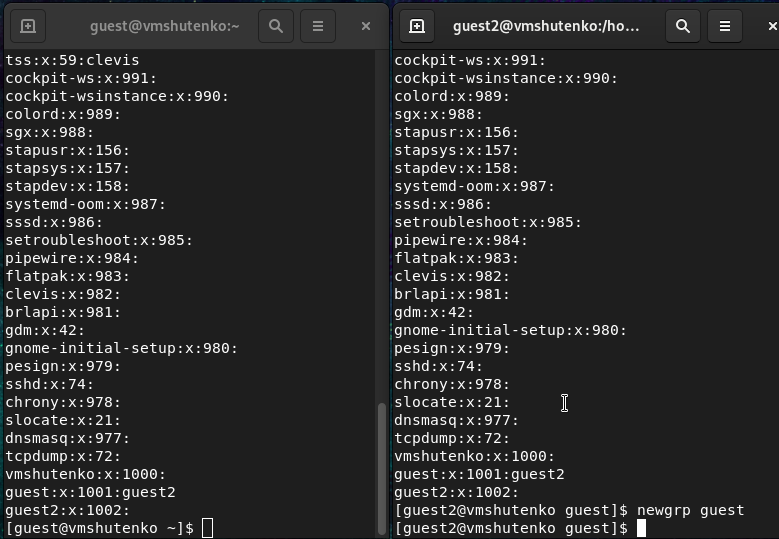 guest@vmshutenko:~
tss:x:59:clevis
cockpit-ws:x:991:
cockpit-wsinstance:x:990:
colord:x:989:
sgx:x:988:
stapusr:x:156:
stapsys:x:157:
stapdev:x:158:
systemd-oom:x:987:
sssd:x:986:
setroubleshoot:x:985:
pipewire:x:984:
flatpak:x:983:
clevis:x:982:
brlapi:x:981:
gdm:x:42:
gnome-initial-setup:x:980:
pesign:x:979:
sshd:x:74:
chrony:x:978:
slocate:x:21:
dnsmasq:x:977:
tcpdump:x:72:
vmshutenko:x:1000:
guest:x:1001:guest2
guest2:x:1002:
[guest@vmshutenko ~]$
guest2@vmshutenko:/ho...
cockpit-ws:x:991:
cockpit-wsinstance:x:990:
colord:x:989:
sgx:x:988:
stapusr:x:156:
stapsys:x:157:
stapdev:x:158:
systemd-oom:x:987:
sssd:x:986:
setroubleshoot:x:985:
pipewire:x:984:
flatpak:x:983:
clevis:x:982:
brlapi:x:981:
gdm:x:42:
gnome-initial-setup:x:980:
pesign:x:979:
sshd:x:74:
chrony:x:978:
slocate:x:21:
dnsmasq:x:977:
tcpdump:x:72:
vmshutenko:x:1000:
guest:x:1001:guest2
guest2:x:1002:
[guest2@vmshutenko guest]$ newgrp guest
[guest2@vmshutenko guest]$